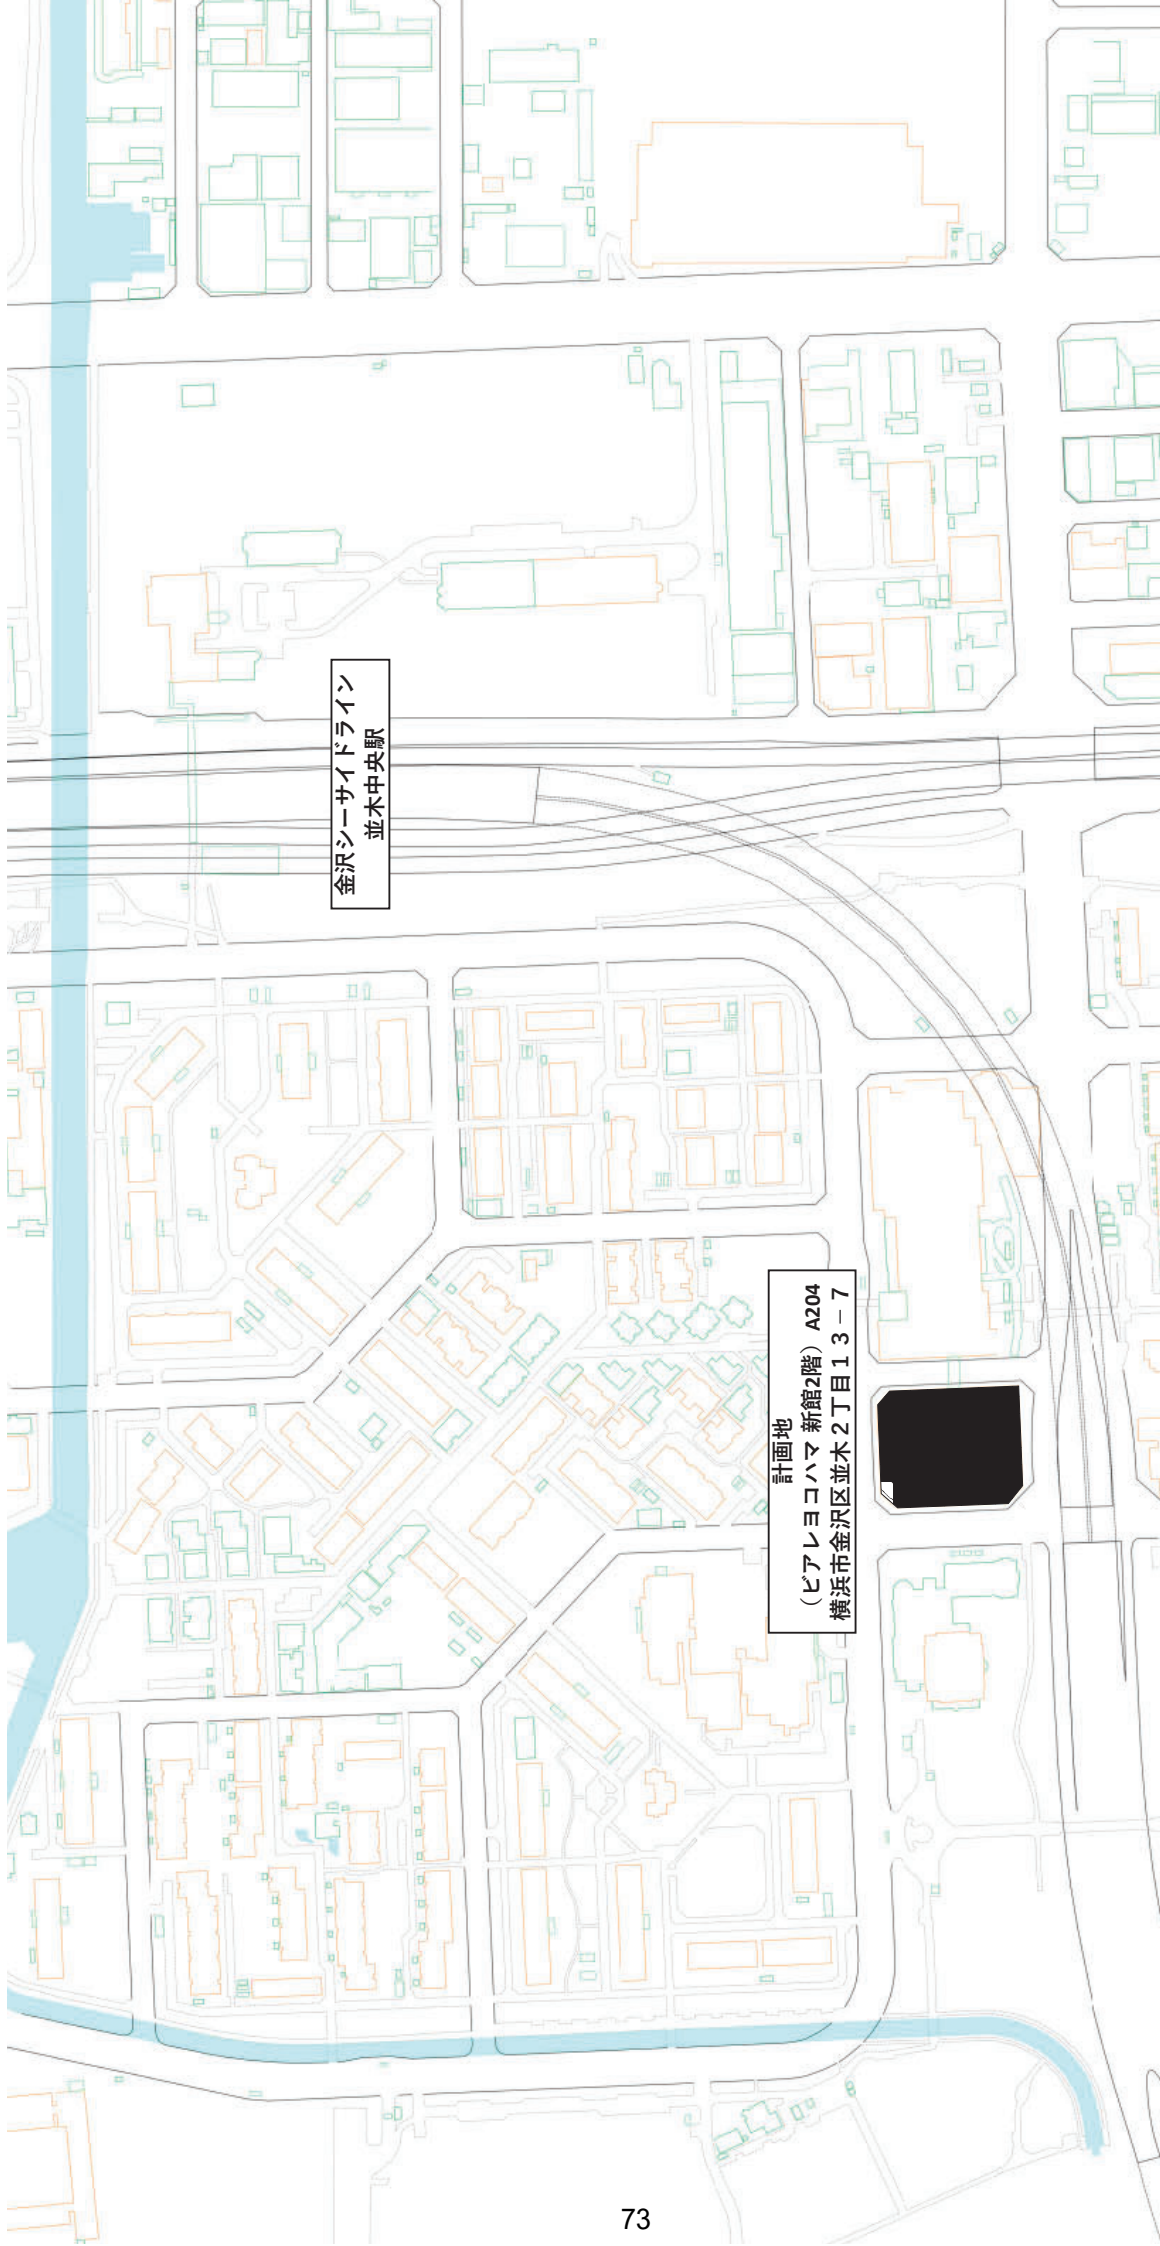 金沢シーサイドライン
並木中央駅
計画地
（ビアレヨコハマ 新館2階）A204
横浜市金沢区並木２丁目１３－７
73